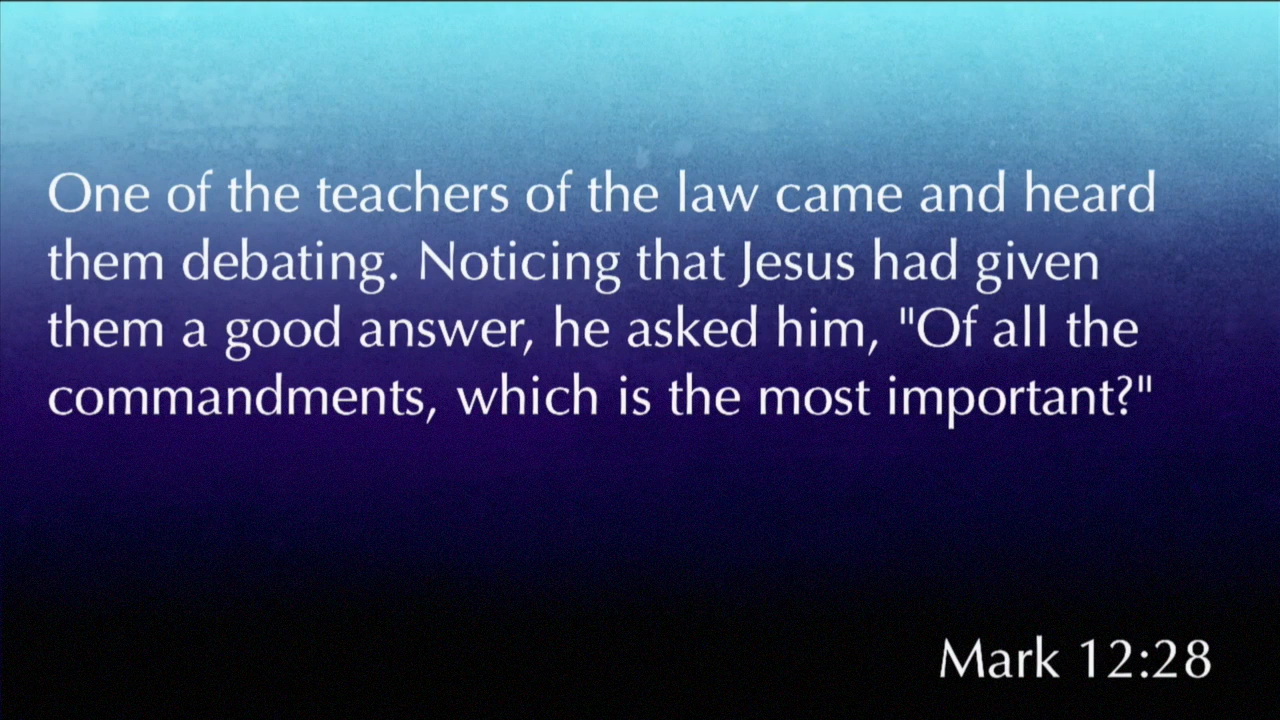 One of the teachers of the law came and heard
them debating. Noticing that Jesus had given
them a good answer, he asked him, "Of all the
commandments, which is the most important?"
Mark 12:28